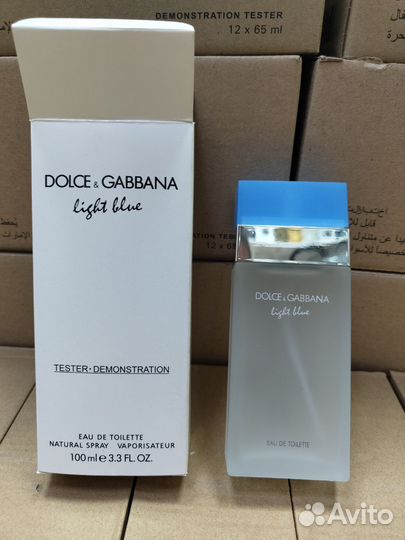 DEMONSTRATION TESTER
12 x 65 ml
DOLCE & GABBANA
light blue
TESTER · DEMONSTRATION
EAU DE TOILETTE
NATURAL SPRAY VAPORISATEUR
100 ml e 3.3 FL. OZ.
DOLCE & GABBANA
light blue
EAU DE TOILETTE
Avito